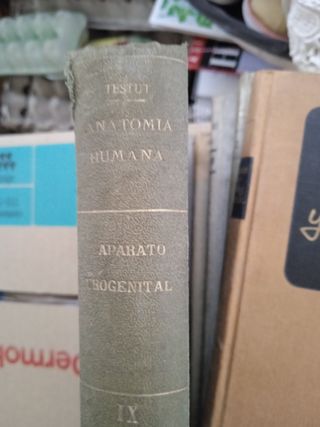 TESTUT
ANATOMIA
HUMANA
APARATO
UROGENITAL
IX